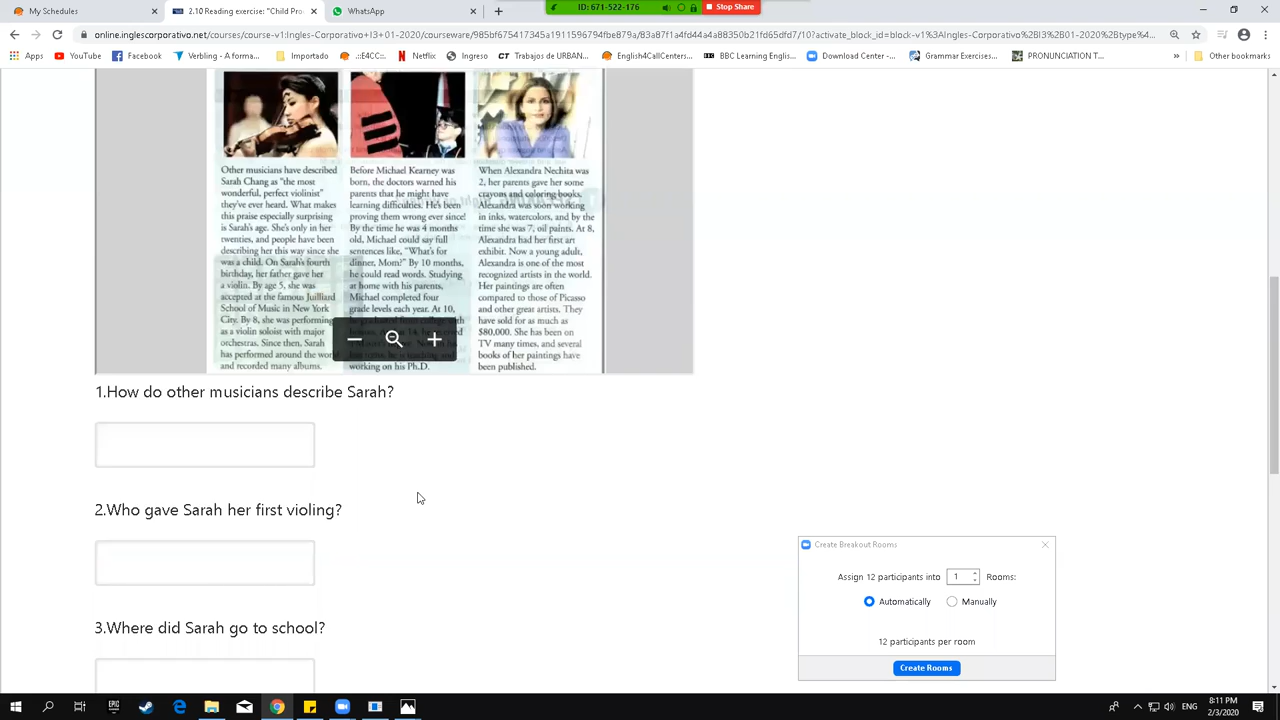 My Schedules
2.10 Reading exercise: "Child Pro
WhatsApp
ID: 671-522-176
Stop Share
online.inglescorporativo.net/courses/course-v1:Ingles-Corporativo+I3+01-2020/courseware/985bf675417345a1911596794fbe879a/83a87f1a4fd44a4a88350b21fd65dfd7/10?activate_block_id=block-v1%3AIngles-Corporativo%2BI3%2B01-2020%2Btype%4...
Apps
YouTube
Facebook
Verbling - A forma...
Importado
.::E4CC::.
Netflix
Ingreso
CT Trabajos de URBAN...
English4CallCenters...
BBC Learning Englis...
Download Center -...
Grammar Exercises...
PRONUNCIATION T...
Other bookmarks
Other musicians have described
Sarah Chang as "the most
wonderful, perfect violinist"
they've ever heard. What makes
this praise especially surprising
is Sarah's age. She's only in her
twenties, and people have been
describing her this way since she
was a child. On Sarah's fourth
birthday, her father gave her
a violin. By age 5, she was
accepted at the famous Juilliard
School of Music in New York
City. By 8, she was performing
as a violin soloist with major
orchestras. Since then, Sarah
has performed around the world
and recorded many albums.
Before Michael Kearney was
born, the doctors warned his
parents that he might have
learning difficulties. He's been
proving them wrong ever since!
By the time he was 4 months
old, Michael could say full
sentences like, "What's for
dinner, Mom?" By 10 months,
he could read words. Studying
at home with his parents,
Michael completed four
grade levels each year. At 10,
working on his Ph.D.
When Alexandra Nechita was
2, her parents gave her some
crayons and coloring books.
Alexandra was soon working
in inks, watercolors, and by the
time she was 7, oil paints. At 8,
Alexandra had her first art
exhibit. Now a young adult,
Alexandra is one of the most
recognized artists in the world.
Her paintings are often
compared to those of Picasso
and other great artists. They
have sold for as much as
$80,000. She has been on
TV many times, and several
books of her paintings have
been published.
1.How do other musicians describe Sarah?
2.Who gave Sarah her first violing?
3.Where did Sarah go to school?
Create Breakout Rooms
Assign 12 participants into 1 Rooms:
Automatically
Manually
12 participants per room
Create Rooms
EPIC
ENG
8:11 PM
2/3/2020